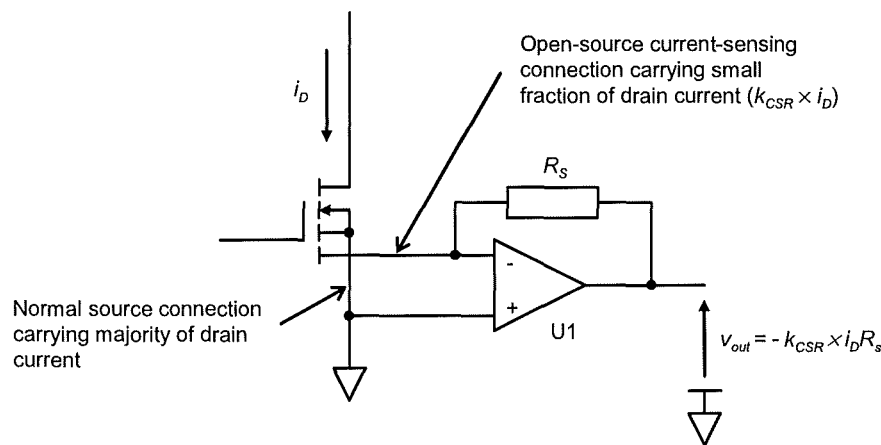 Open-source current-sensing
connection carrying small
fraction of drain current (k_CSR × i_D)
i_D
R_S
-
+
U1
Normal source connection
carrying majority of drain
current
v_out = - k_CSR × i_D R_s